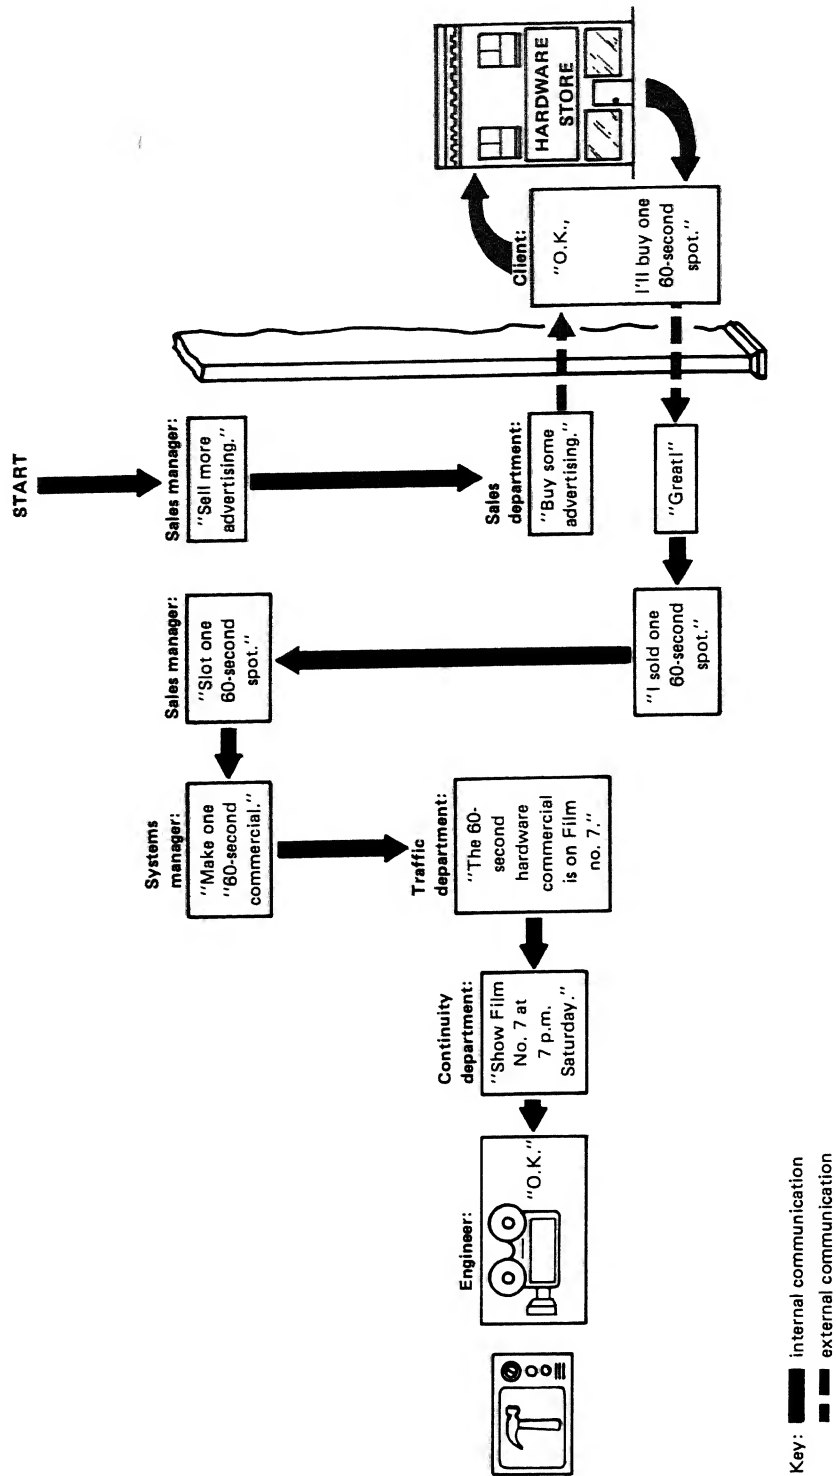 START
Sales manager:
"Sell more
advertising."
Sales
department:
"Buy some
advertising."
Client:
"O.K.,
I'll buy one
60-second
spot."
HARDWARE
STORE
"Great!"
"I sold one
60-second
spot."
Sales manager:
"Slot one
60-second
spot."
Systems
manager:
"Make one
"60-second
commercial."
Traffic
department:
"The 60-
second
hardware
commercial
is on Film
no. 7."
Continuity
department:
"Show Film
No. 7 at
7 p.m.
Saturday."
Engineer:
"O.K."
Key: internal communication
external communication